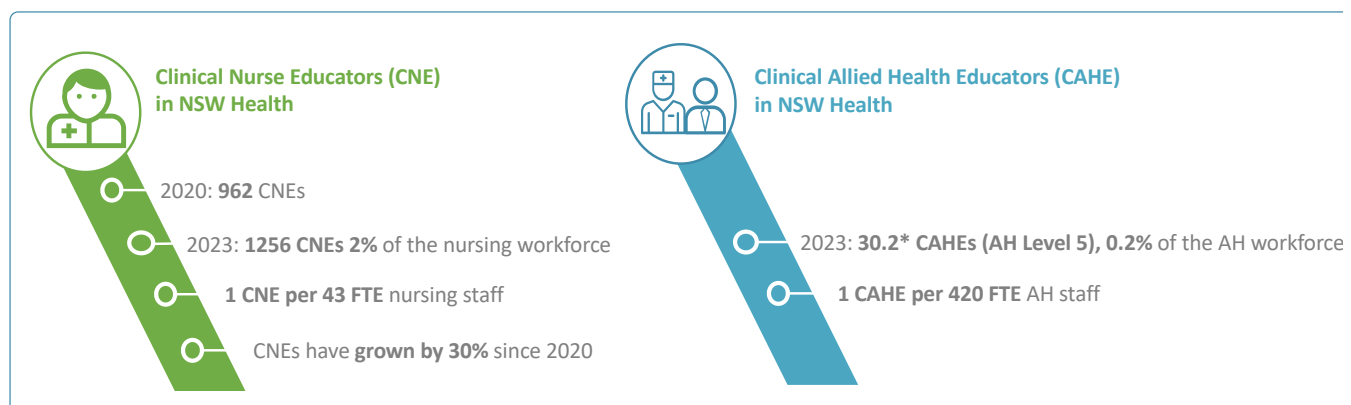 Clinical Nurse Educators (CNE)
in NSW Health
2020: 962 CNEs
2023: 1256 CNEs 2% of the nursing workforce
1 CNE per 43 FTE nursing staff
CNEs have grown by 30% since 2020
Clinical Allied Health Educators (CAHE)
in NSW Health
2023: 30.2* CAHEs (AH Level 5), 0.2% of the AH workforce
1 CAHE per 420 FTE AH staff